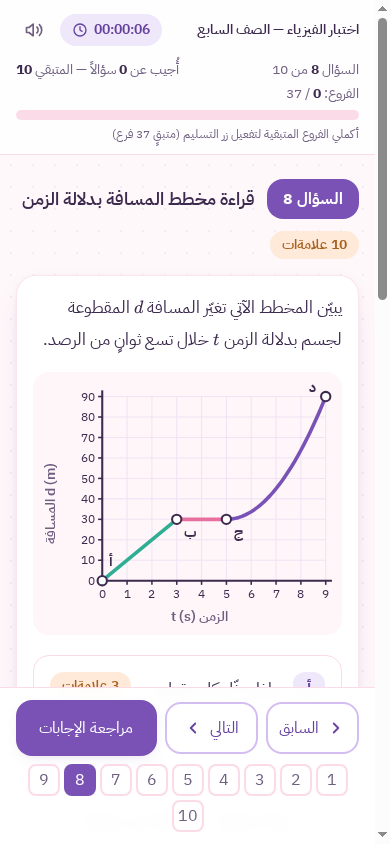 اختبار الفيزياء — الصف السابع
00:00:06
السؤال 8 من 10
أُجيب عن 0 سؤالاً — المتبقي 10
الفروع: 0 / 37
أكملي الفروع المتبقية لتفعيل زر التسليم (متبقٍ 37 فرع)
السؤال 8
قراءة مخطط المسافة بدلالة الزمن
10 علامات
يبيّن المخطط الآتي تغيّر المسافة d المقطوعة
لجسم بدلالة الزمن t خلال تسع ثوانٍ من الرصد.
المسافة d (m)
90
80
70
60
50
40
30
20
10
0
أ
ب
ج
د
0 1 2 3 4 5 6 7 8 9
الزمن t (s)
أ
3 علامات
السابق
التالي
مراجعة الإجابات
1 2 3 4 5 6 7 8 9
10